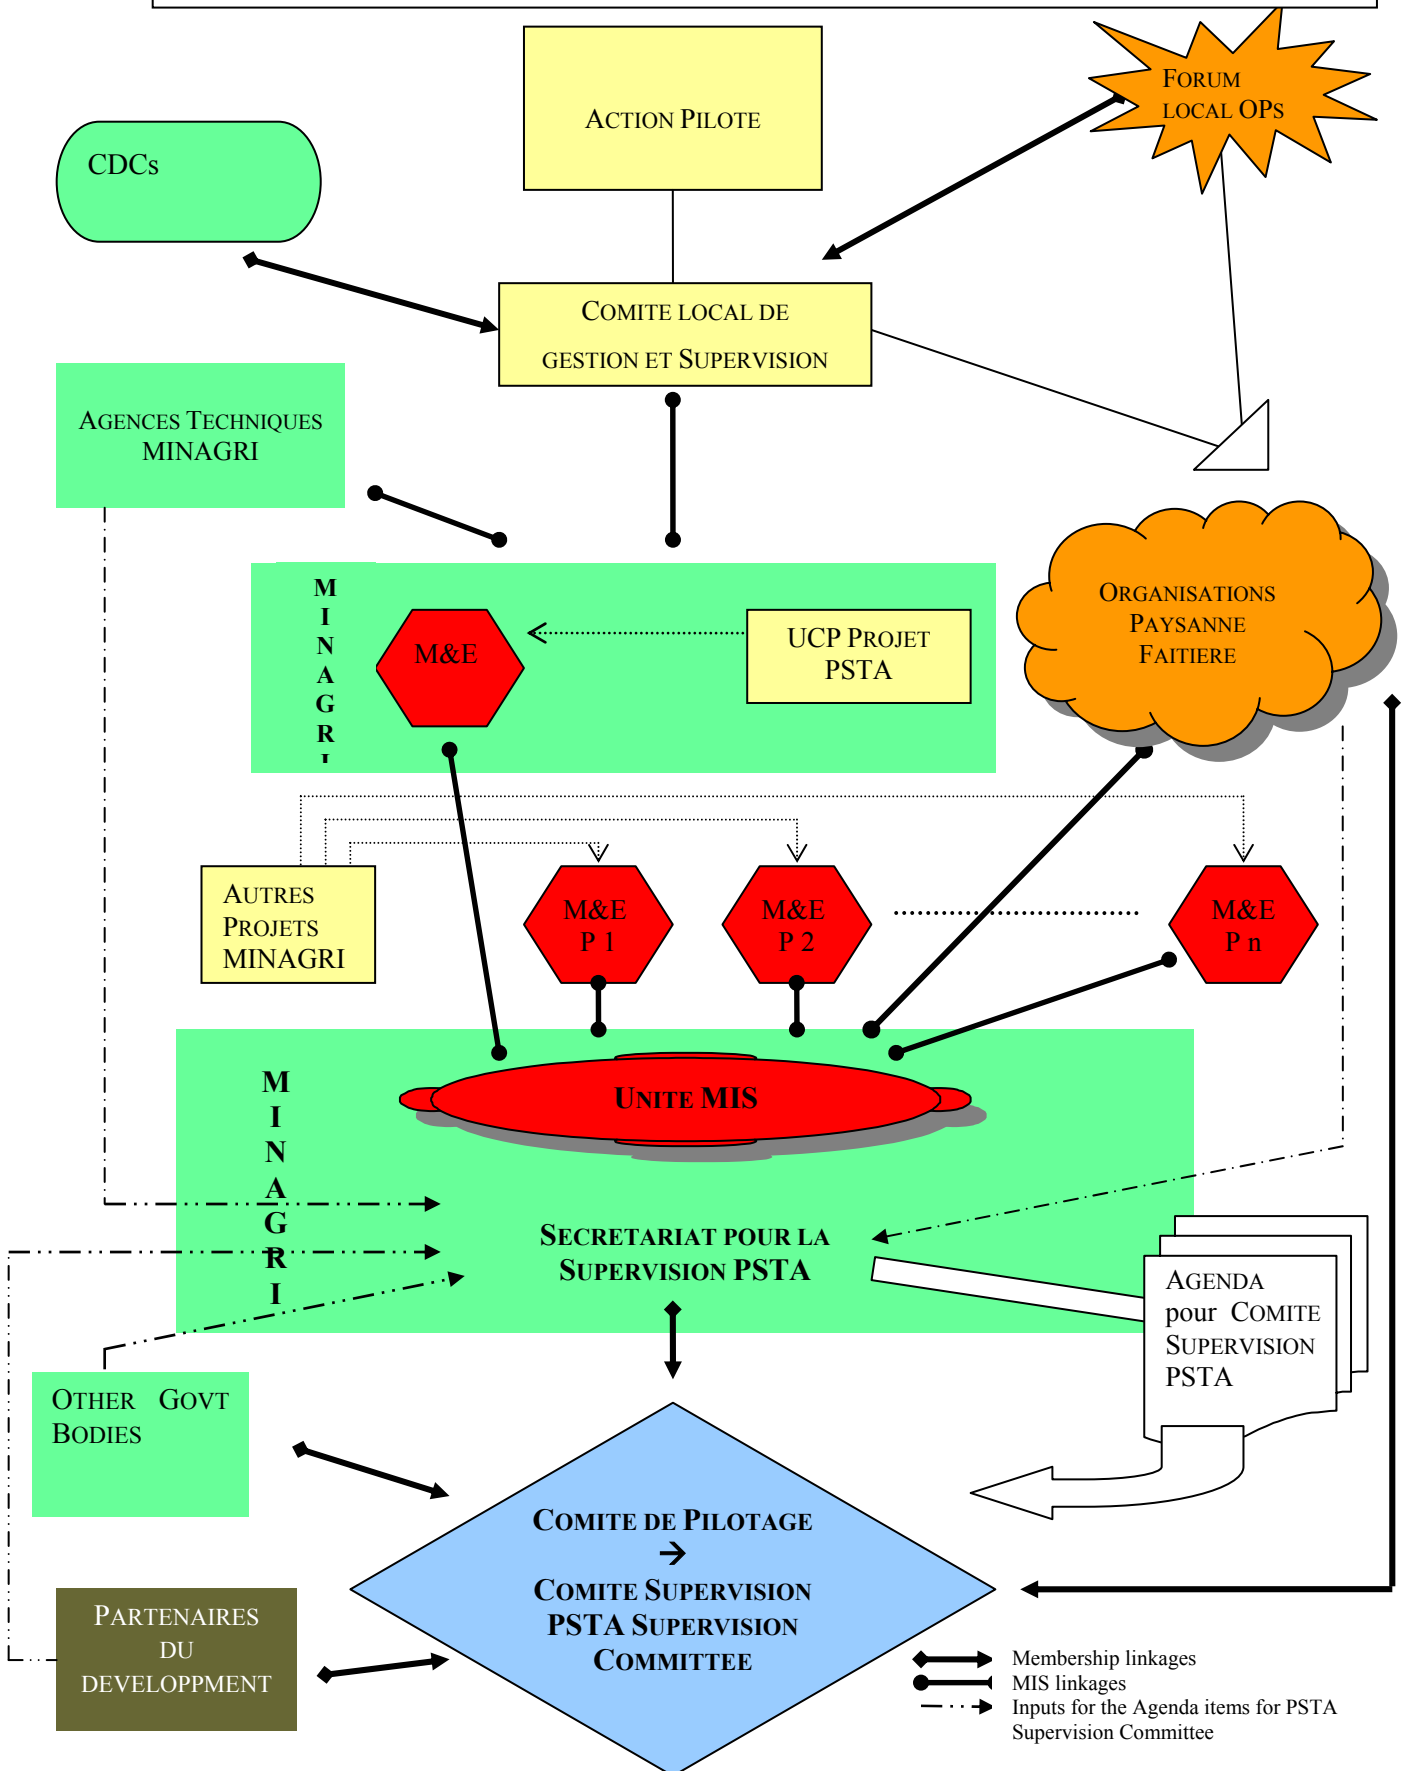 FORUM
LOCAL OPS
ACTION PILOTE
CDCs
COMITE LOCAL DE
GESTION ET SUPERVISION
AGENCES TECHNIQUES
MINAGRI
M
I
N
A
G
R
I
M&E
UCP PROJET
PSTA
ORGANISATIONS
PAYSANNE
FAITIERE
AUTRES
PROJETS
MINAGRI
M&E
P 1
M&E
P 2
M&E
P n
M
I
N
A
G
R
I
UNITE MIS
SECRETARIAT POUR LA
SUPERVISION PSTA
AGENDA
pour COMITE
SUPERVISION
PSTA
OTHER GOVT
BODIES
COMITE DE PILOTAGE
→
COMITE SUPERVISION
PSTA SUPERVISION
COMMITTEE
PARTENAIRES
DU
DEVELOPPMENT
Membership linkages
MIS linkages
Inputs for the Agenda items for PSTA
Supervision Committee